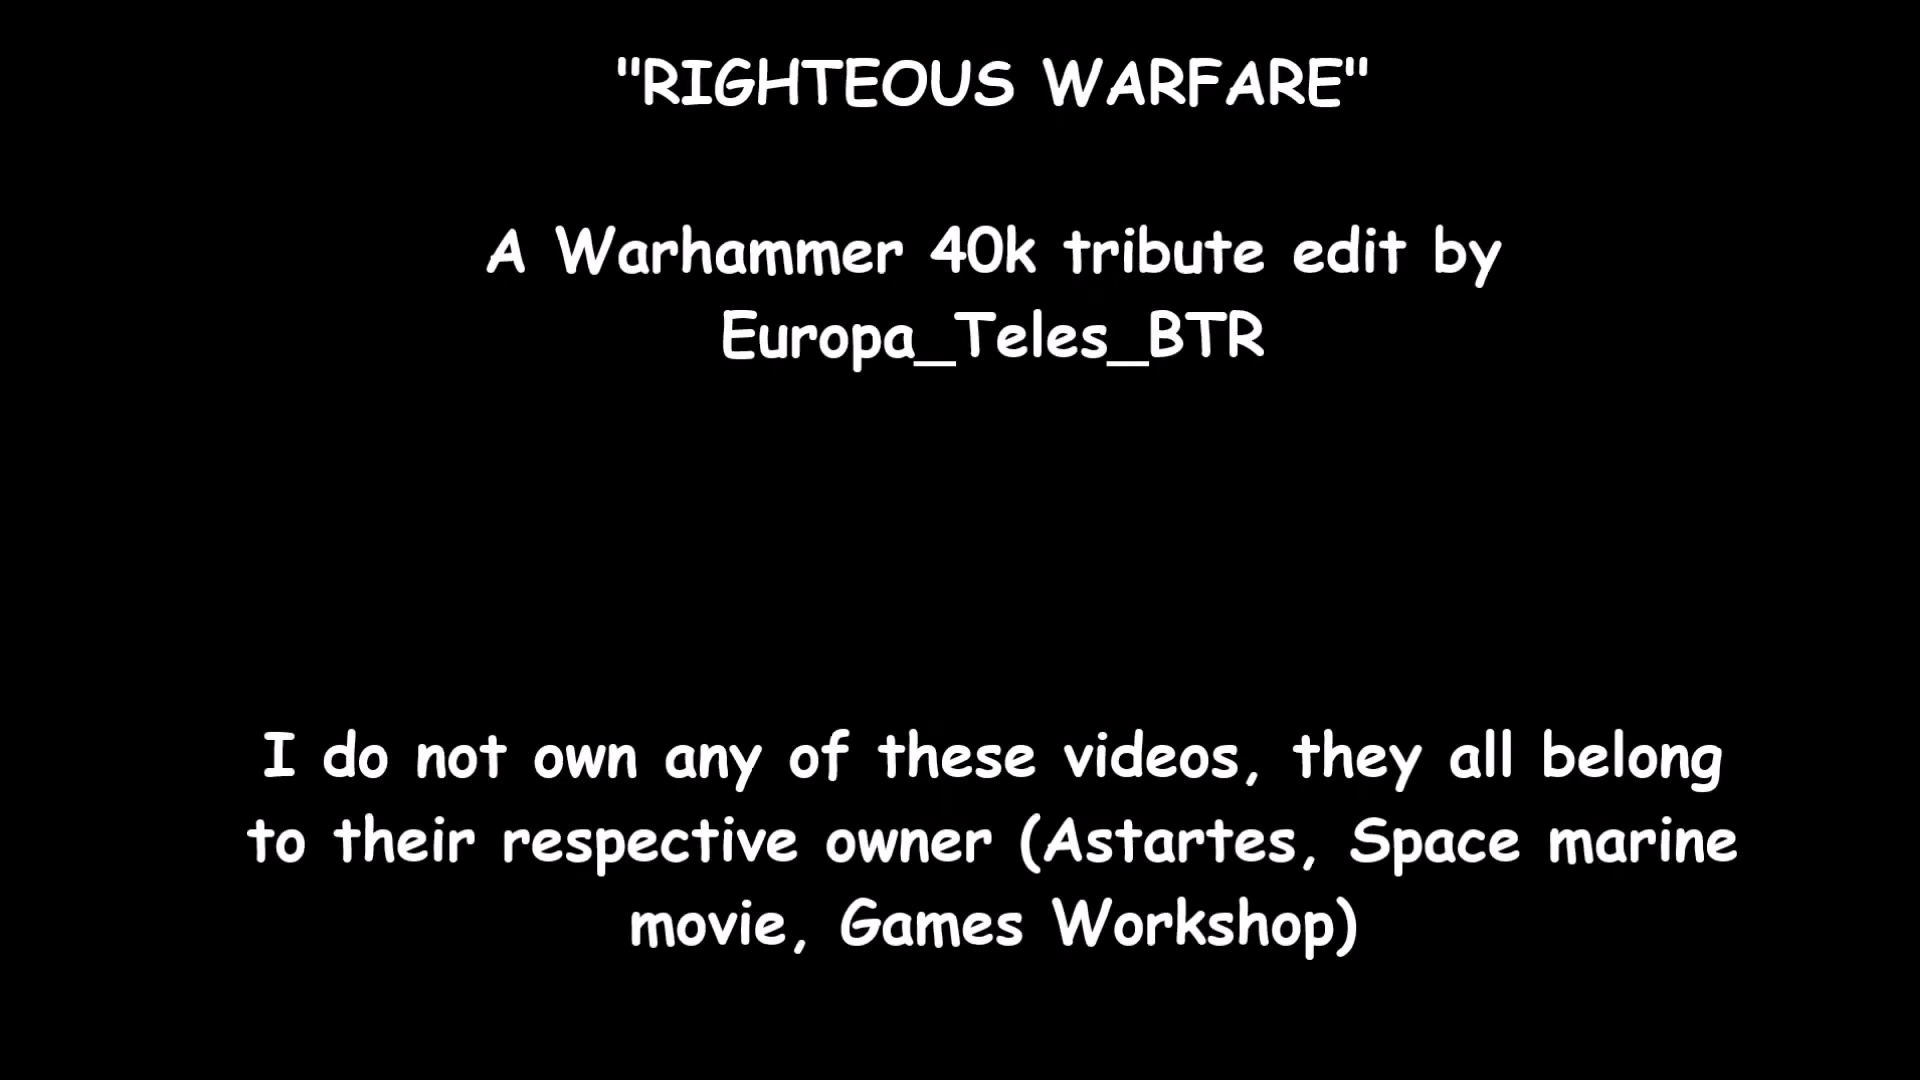 "RIGHTEOUS WARFARE"
A Warhammer 40k tribute edit by
Europa_Teles_BTR
I do not own any of these videos, they all belong
to their respective owner (Astartes, Space marine
movie, Games Workshop)